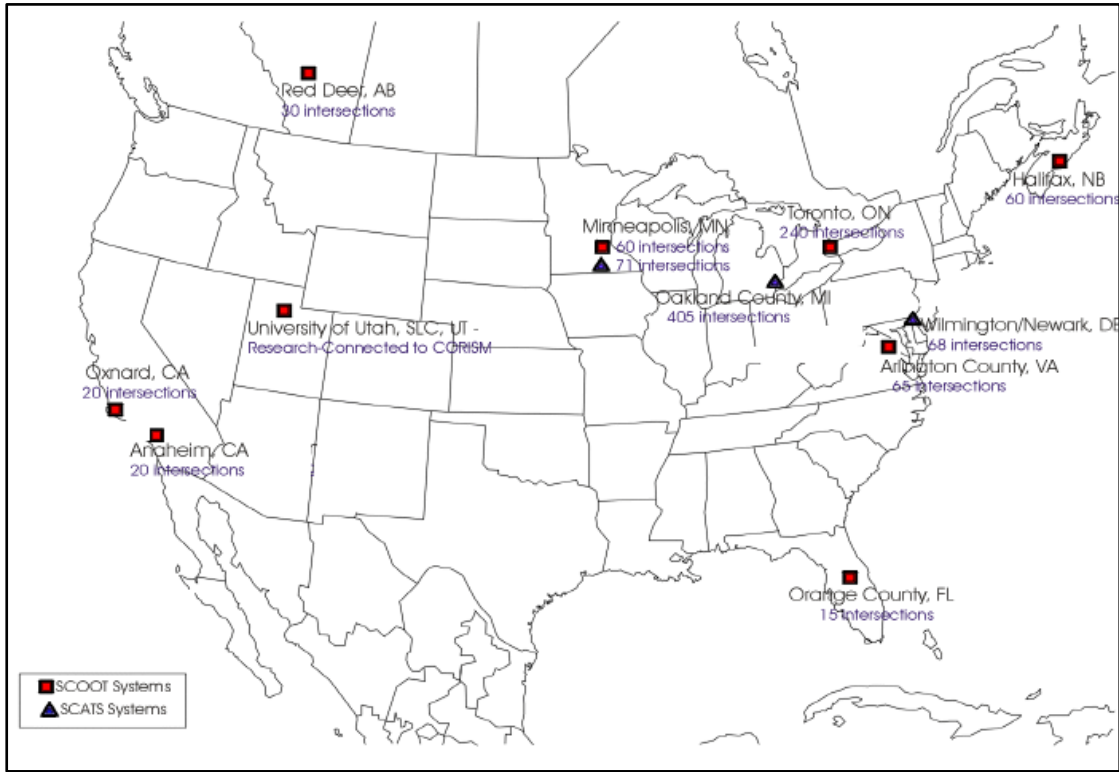 Red Deer, AB
30 intersections
Halifax, NB
60 intersections
Minneapolis, MN
60 intersections
71 intersections
Toronto, ON
240 intersections
Oakland County, MI
405 intersections
University of Utah, SLC, UT -
Research-Connected to CORISM
Wilmington/Newark, DE
68 intersections
Arlington County, VA
65 intersections
Oxnard, CA
20 intersections
Anaheim, CA
20 intersections
Orange County, FL
15 intersections
SCOOT Systems
SCATS Systems